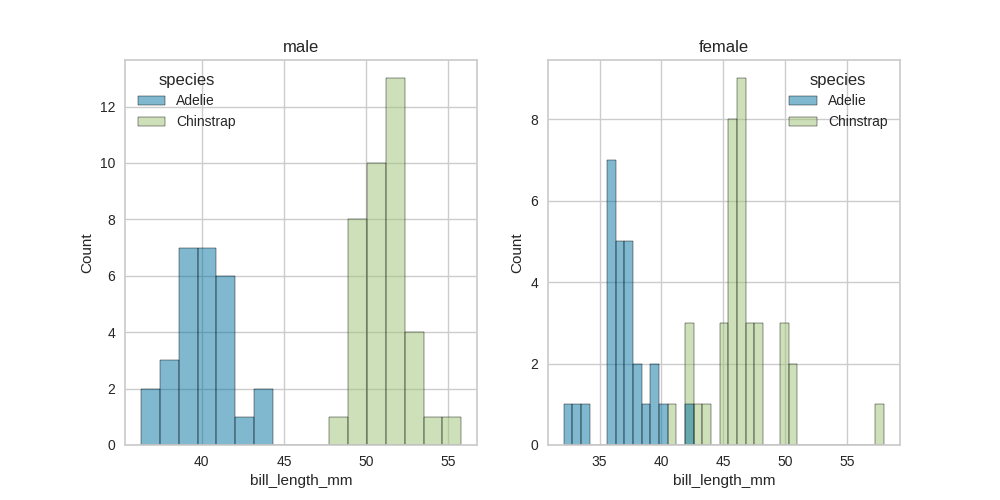 male
species
Adelie
Chinstrap
12
10
8
6
4
2
0
Count
40
45
50
55
bill_length_mm
female
species
Adelie
Chinstrap
8
6
4
2
0
Count
35
40
45
50
55
bill_length_mm